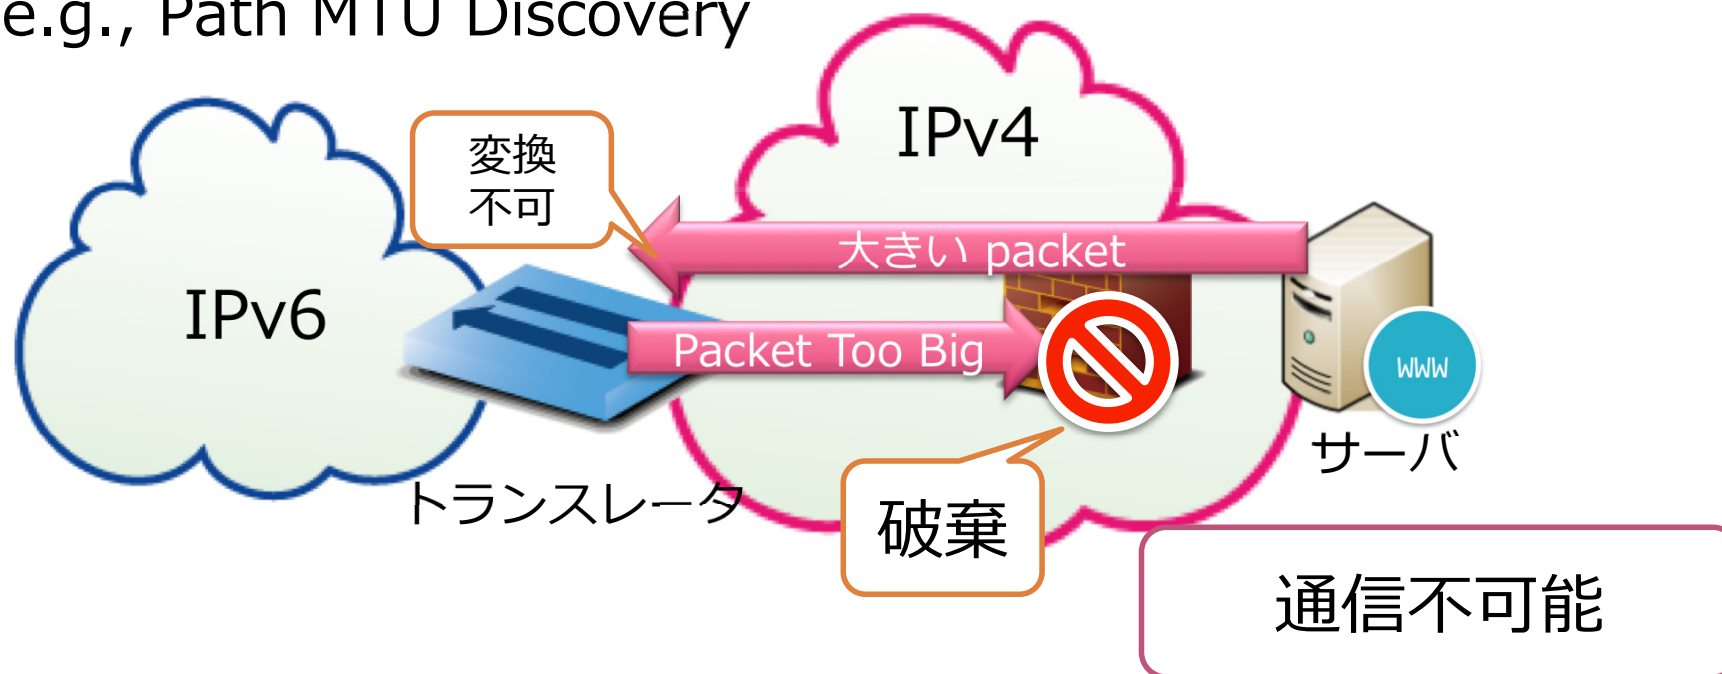 e.g., Path MTU Discovery
IPv4
変換
不可
大きい packet
IPv6
Packet Too Big
www
サーバ
トランスレータ
破棄
通信不可能